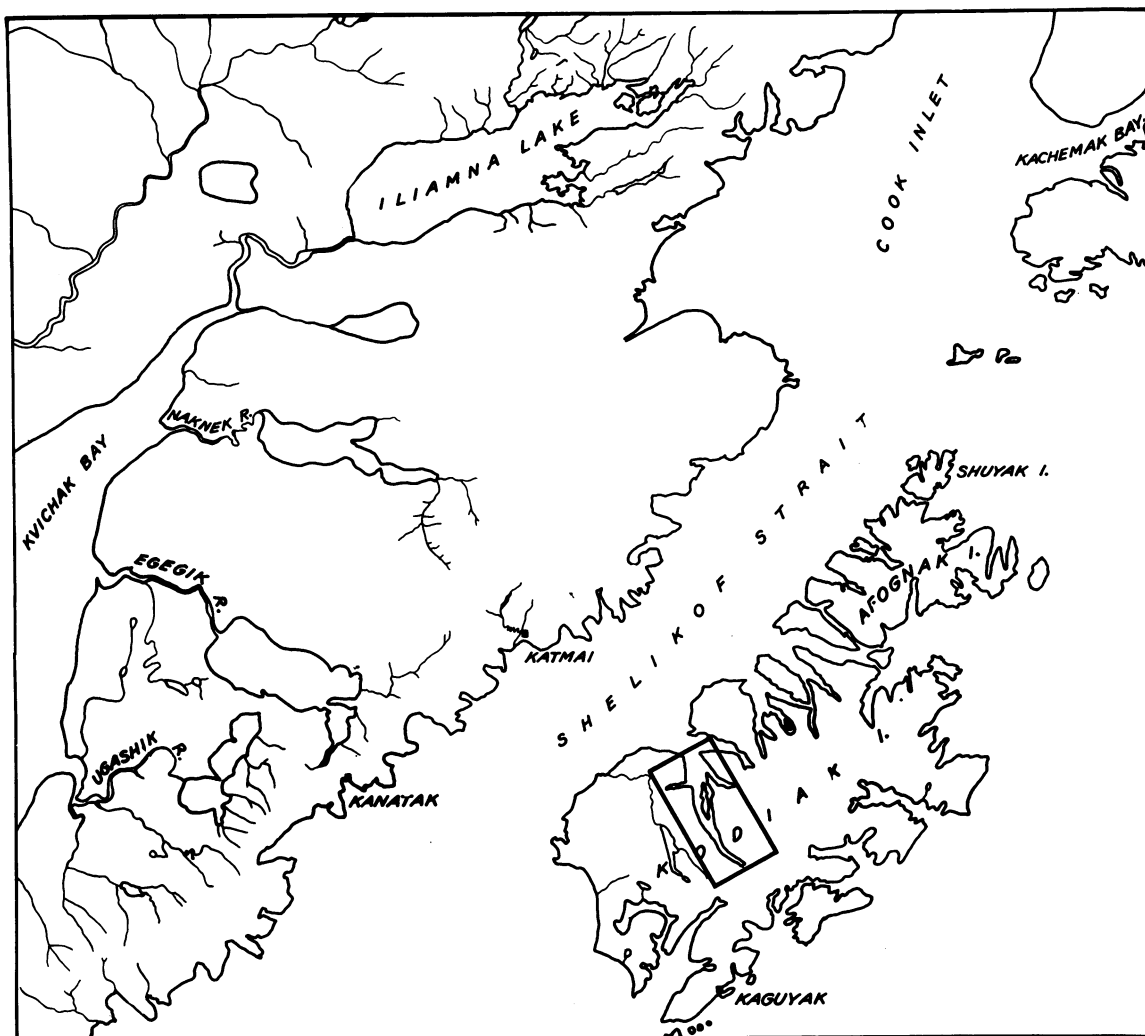 ILIAMNA LAKE
COOK INLET
KACHEMAK BAY
NAKNEK R.
KVICHAK BAY
SHELIKOF STRAIT
SHUYAK I.
AFOGNAK I.
EGEGIK R.
KATMAI
UGASHIK R.
KANATAK
KODIAK I.
KAGUYAK